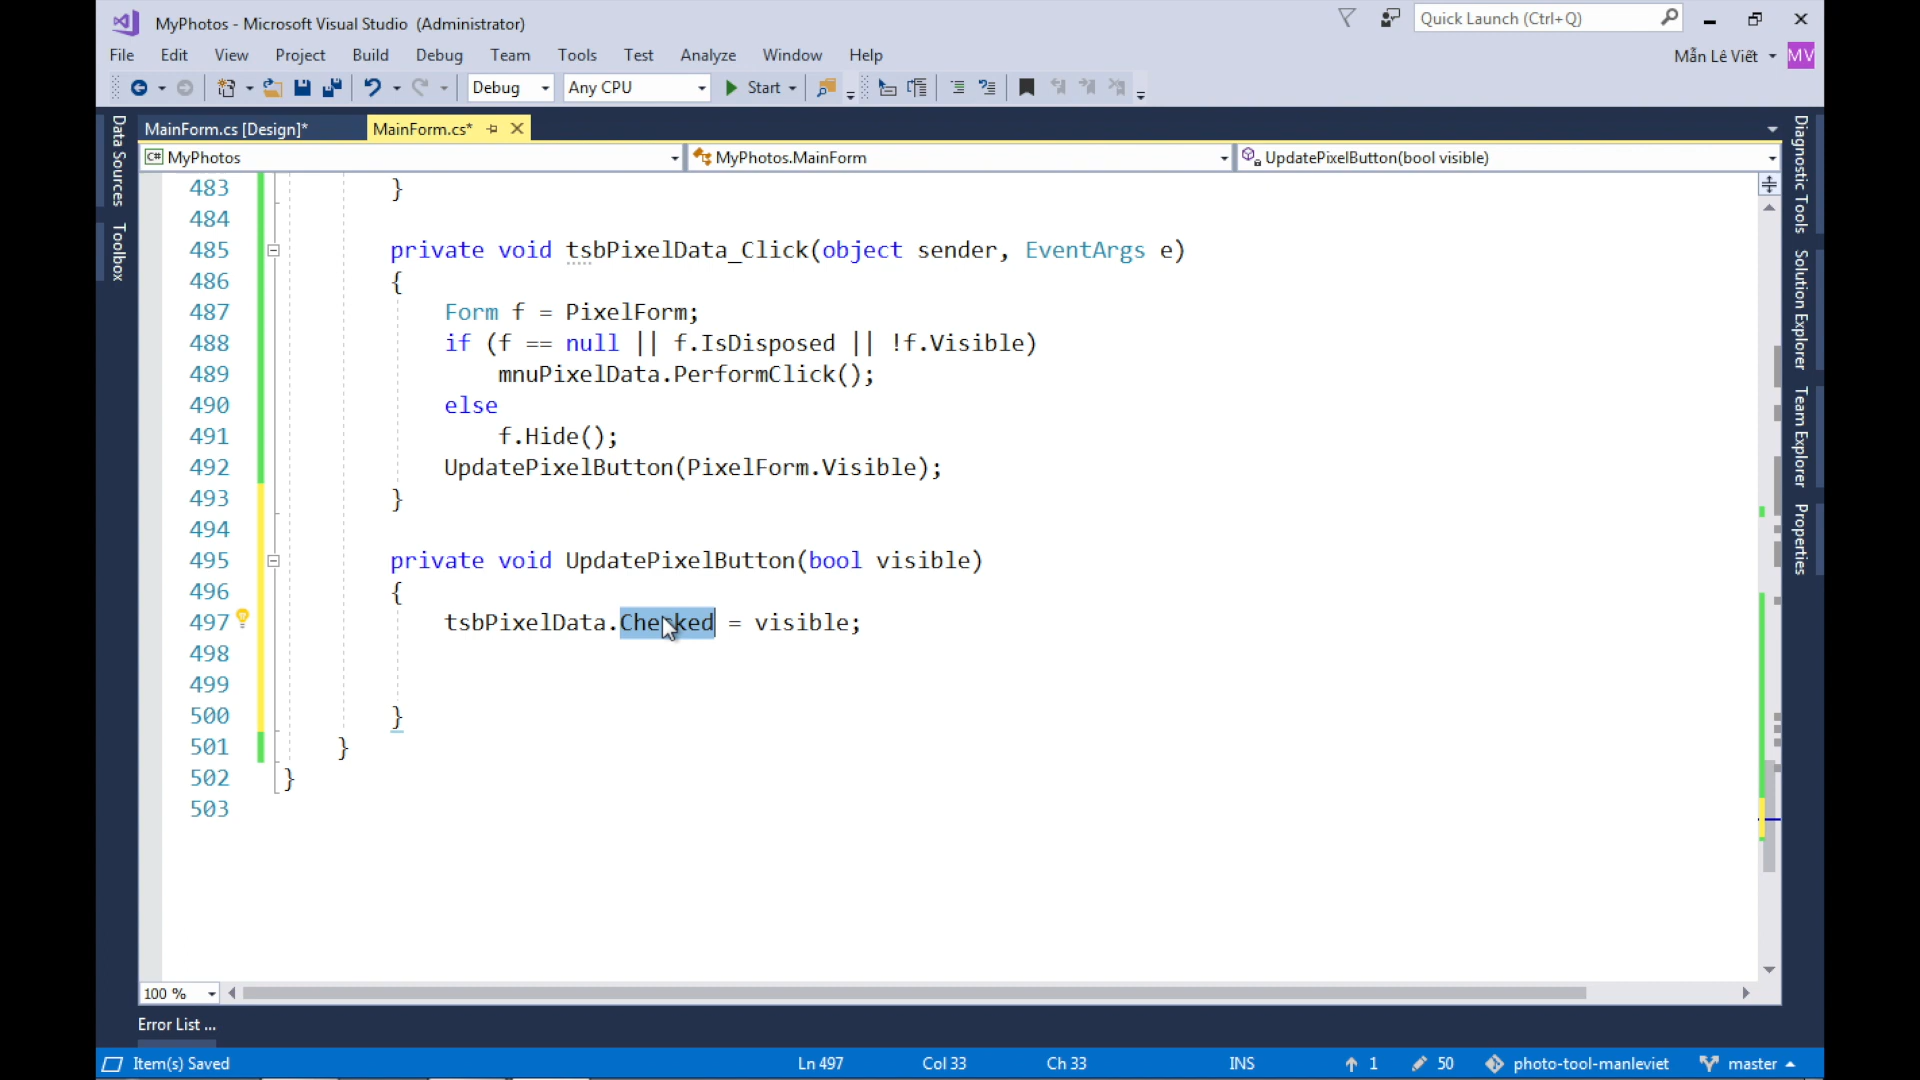 MyPhotos - Microsoft Visual Studio (Administrator)
Quick Launch (Ctrl+Q)
File Edit View Project Build Debug Team Tools Test Analyze Window Help
Mẫn Lê Viết MV
Debug Any CPU Start
MainForm.cs [Design]* MainForm.cs*
C# MyPhotos MyPhotos.MainForm UpdatePixelButton(bool visible)
Data Sources
Toolbox
Diagnostic Tools
Solution Explorer
Team Explorer
Properties
483 }
484
485 private void tsbPixelData_Click(object sender, EventArgs e)
486 {
487 Form f = PixelForm;
488 if (f == null || f.IsDisposed || !f.Visible)
489 mnuPixelData.PerformClick();
490 else
491 f.Hide();
492 UpdatePixelButton(PixelForm.Visible);
493 }
494
495 private void UpdatePixelButton(bool visible)
496 {
497 tsbPixelData.Checked = visible;
498
499
500 }
501 }
502 }
503
100 %
Error List ...
Item(s) Saved Ln 497 Col 33 Ch 33 INS 1 50 photo-tool-manleviet master